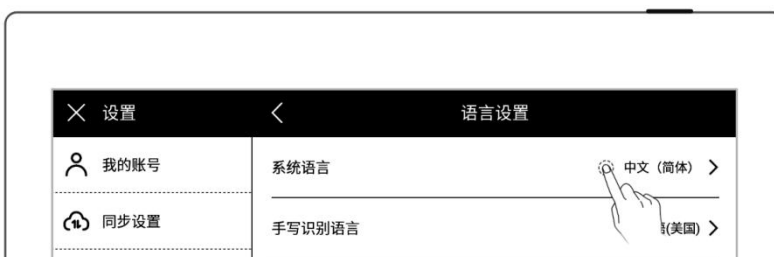 设置
语言设置
我的账号
系统语言
中文（简体）
同步设置
手写识别语言
(美国)